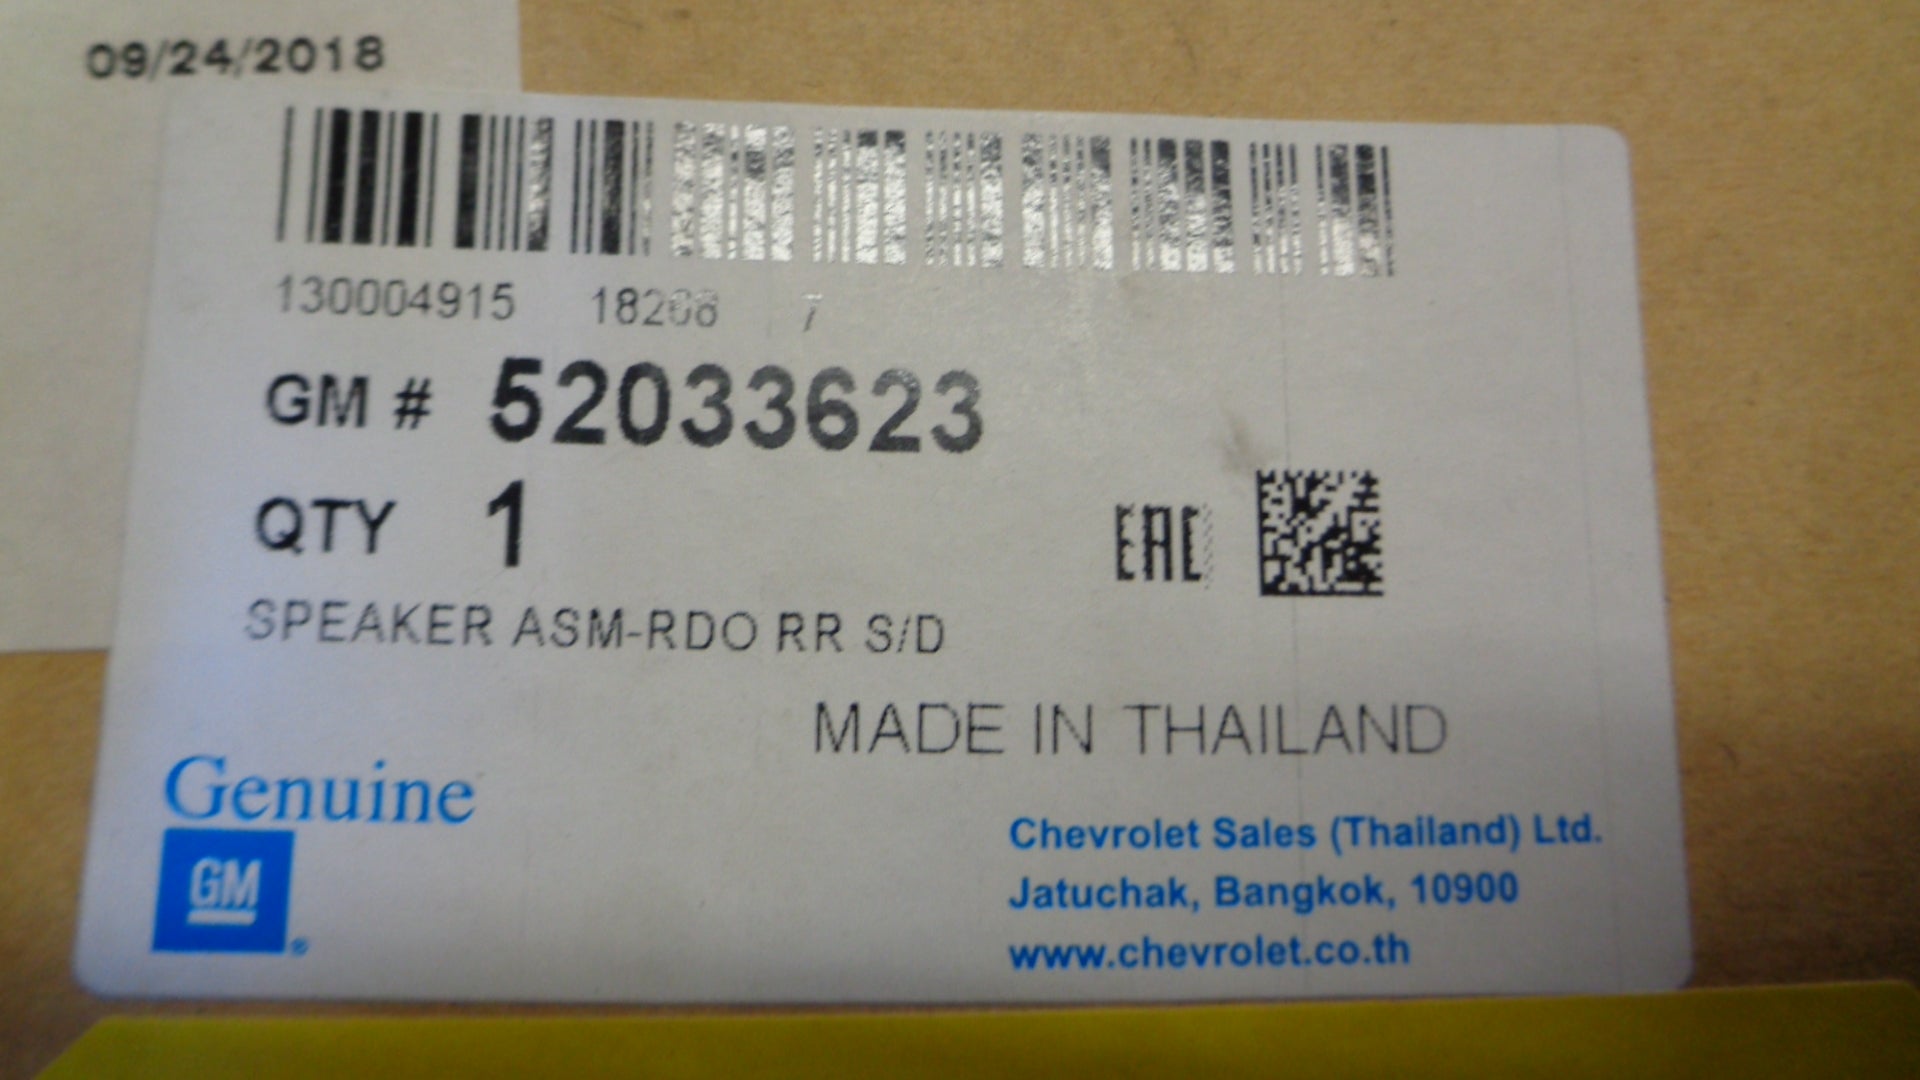 09/24/2018
130004915 18208 7
GM # 52033623
QTY 1
EAC
SPEAKER ASM-RDO RR S/D
MADE IN THAILAND
Genuine
GM
®
Chevrolet Sales (Thailand) Ltd.
Jatuchak, Bangkok, 10900
www.chevrolet.co.th